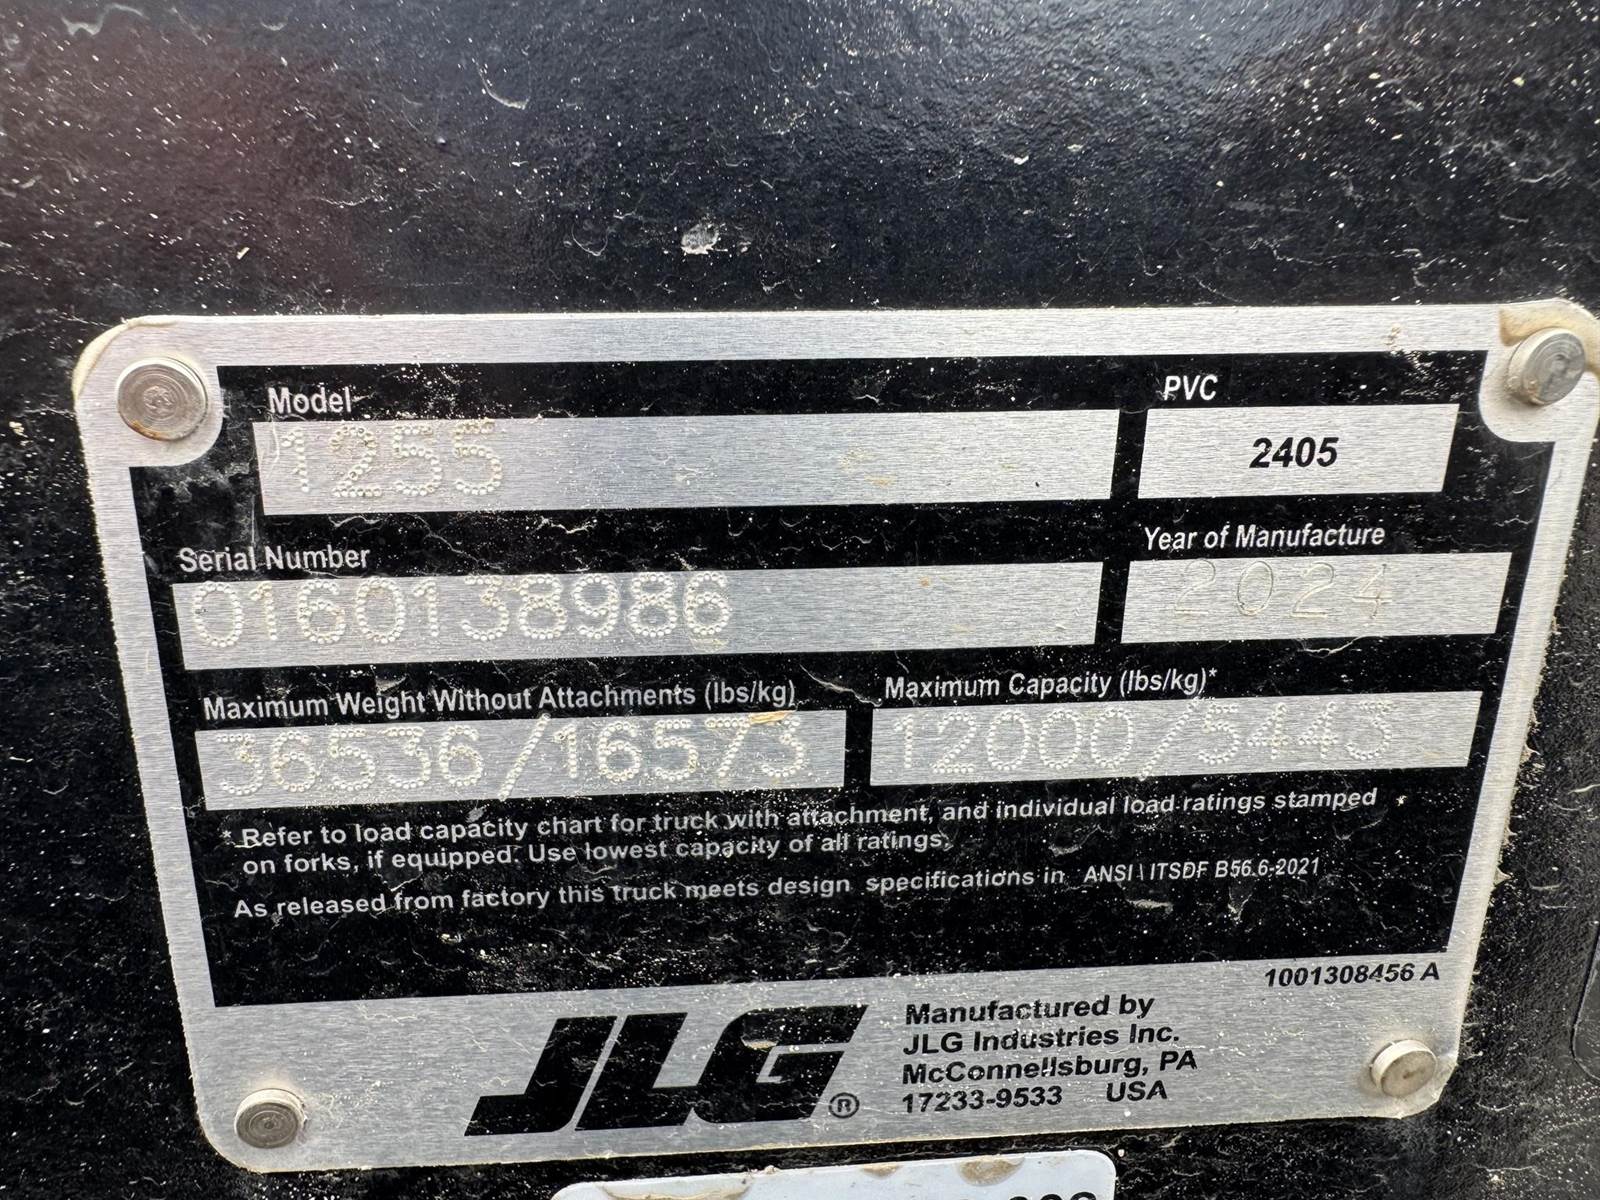 Model
PVC
1255
2405
Serial Number
Year of Manufacture
0160138986
2024
Maximum Weight Without Attachments (lbs/kg)
Maximum Capacity (lbs/kg)*
36536/16573
12000/5443
* Refer to load capacity chart for truck with attachment, and individual load ratings stamped
on forks, if equipped. Use lowest capacity of all ratings.
As released from factory this truck meets design specifications in ANSI \ ITSDF B56.6-2021
1001308456 A
JLG®
Manufactured by
JLG Industries Inc.
McConnellsburg, PA
17233-9533 USA